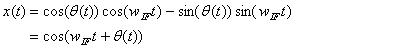 x(t) = cos(θ(t)) cos(w_IF t) − sin(θ(t)) sin(w_IF t)
= cos(w_IF t + θ(t))